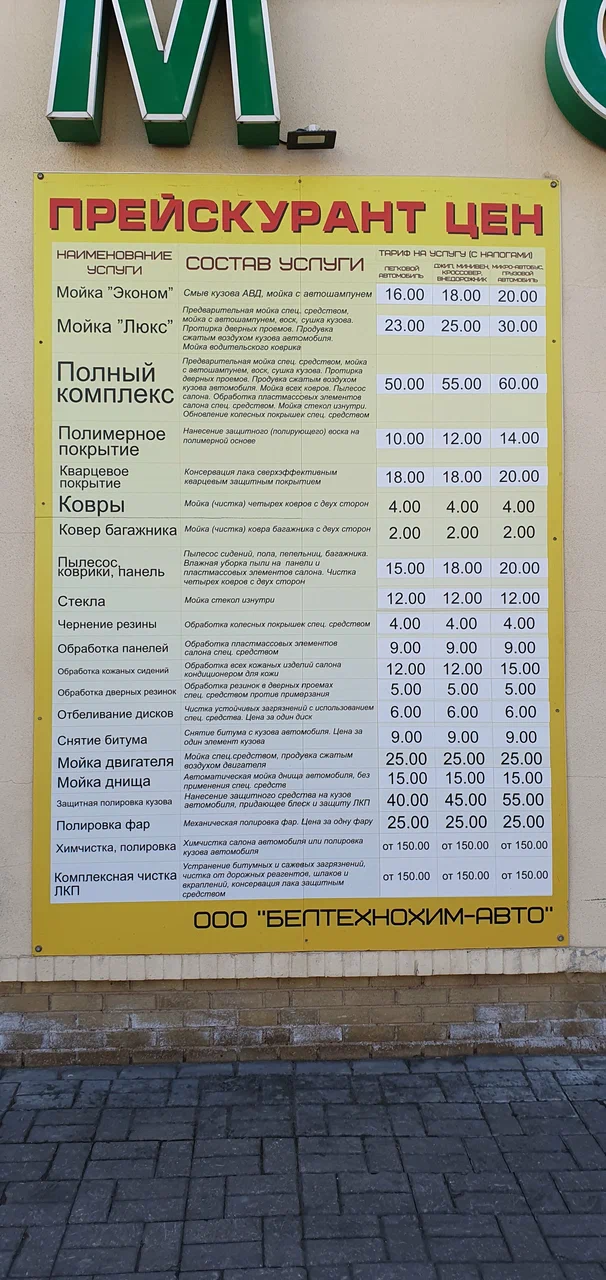 М
ПРЕЙСКУРАНТ ЦЕН
НАИМЕНОВАНИЕ УСЛУГИ СОСТАВ УСЛУГИ ТАРИФ НА УСЛУГУ (С НАЛОГАМИ)
ЛЕГКОВОЙ АВТОМОБИЛЬ ДЖИП, МИНИВЕН, КРОССОВЕР, ВНЕДОРОЖНИК МИКРО-АВТОБУС, ГРУЗОВОЙ АВТОМОБИЛЬ
Мойка "Эконом" Смыв кузова АВД, мойка с автошампунем 16.00 18.00 20.00
Мойка "Люкс" Предварительная мойка спец. средством,
мойка с автошампунем, воск, сушка кузова.
Протирка дверных проемов. Продувка
сжатым воздухом кузова автомобиля.
Мойка водительского коврика
23.00 25.00 30.00
Полный
комплекс
Предварительная мойка спец. средством, мойка
с автошампунем, воск, сушка кузова. Протирка
дверных проемов. Продувка сжатым воздухом
кузова автомобиля. Мойка всех ковров. Пылесос
салона. Обработка пластмассовых элементов
салона спец. средством. Мойка стекол изнутри.
Обновление колесных покрышек спец. средством
50.00 55.00 60.00
Полимерное
покрытие
Нанесение защитного (полирующего) воска на
полимерной основе
10.00 12.00 14.00
Кварцевое
покрытие
Консервация лака сверхэффективным
кварцевым защитным покрытием
18.00 18.00 20.00
Ковры Мойка (чистка) четырех ковров с двух сторон 4.00 4.00 4.00
Ковер багажника Мойка (чистка) ковра багажника с двух сторон 2.00 2.00 2.00
Пылесос,
коврики, панель
Пылесос сидений, пола, пепельниц, багажника.
Влажная уборка пыли на панели и
пластмассовых элементов салона. Чистка
четырех ковров с двух сторон
15.00 18.00 20.00
Стекла Мойка стекол изнутри 12.00 12.00 12.00
Чернение резины Обработка колесных покрышек спец. средством 4.00 4.00 4.00
Обработка панелей Обработка пластмассовых элементов
салона спец. средством
9.00 9.00 9.00
Обработка кожаных сидений Обработка всех кожаных изделий салона
кондиционером для кожи
12.00 12.00 15.00
Обработка дверных резинок Обработка резинок в дверных проемах
спец. средством против примерзания
5.00 5.00 5.00
Отбеливание дисков Чистка устойчивых загрязнений с использованием
спец. средства. Цена за один диск
6.00 6.00 6.00
Снятие битума Снятие битума с кузова автомобиля. Цена за
один элемент кузова
9.00 9.00 9.00
Мойка двигателя Мойка спец.средством, продувка сжатым
воздухом двигателя
25.00 25.00 25.00
Мойка днища Автоматическая мойка днища автомобиля, без
применения спец. средств
15.00 15.00 15.00
Защитная полировка кузова Нанесение защитного средства на кузов
автомобиля, придающее блеск и защиту ЛКП
40.00 45.00 55.00
Полировка фар Механическая полировка фар. Цена за одну фару 25.00 25.00 25.00
Химчистка, полировка Химчистка салона автомобиля или полировка
кузова автомобиля
от 150.00 от 150.00 от 150.00
Комплексная чистка
ЛКП
Устранение битумных и сажевых загрязнений,
чистка от дорожных реагентов, шлаков и
вкраплений, консервация лака защитным
средством
от 150.00 от 150.00 от 150.00
ООО "БЕЛТЕХНОХИМ-АВТО"